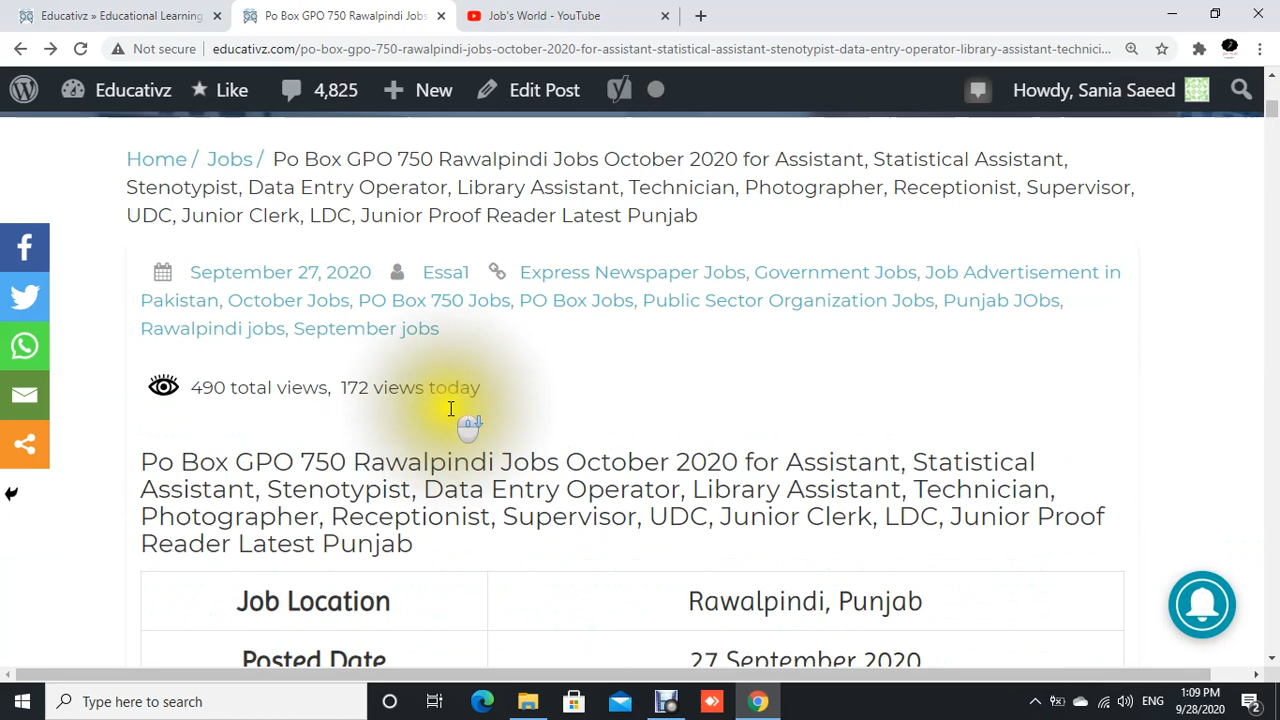 Educativz » Educational Learning
Po Box GPO 750 Rawalpindi Jobs
Job's World - YouTube
Not secure
educativz.com/po-box-gpo-750-rawalpindi-jobs-october-2020-for-assistant-statistical-assistant-stenotypist-data-entry-operator-library-assistant-technici...
Educativz
Like
4,825
New
Edit Post
Howdy, Sania Saeed
Home / Jobs / Po Box GPO 750 Rawalpindi Jobs October 2020 for Assistant, Statistical Assistant,
Stenotypist, Data Entry Operator, Library Assistant, Technician, Photographer, Receptionist, Supervisor,
UDC, Junior Clerk, LDC, Junior Proof Reader Latest Punjab
September 27, 2020 Essa1 Express Newspaper Jobs, Government Jobs, Job Advertisement in
Pakistan, October Jobs, PO Box 750 Jobs, PO Box Jobs, Public Sector Organization Jobs, Punjab JObs,
Rawalpindi jobs, September jobs
490 total views, 172 views today
Po Box GPO 750 Rawalpindi Jobs October 2020 for Assistant, Statistical
Assistant, Stenotypist, Data Entry Operator, Library Assistant, Technician,
Photographer, Receptionist, Supervisor, UDC, Junior Clerk, LDC, Junior Proof
Reader Latest Punjab
Job Location Rawalpindi, Punjab
Posted Date 27 September 2020
Type here to search
ENG
1:09 PM
9/28/2020
2